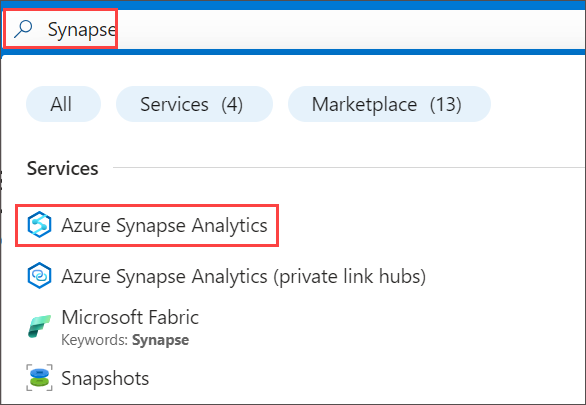 Synapse
All
Services (4)
Marketplace (13)
Services
Azure Synapse Analytics
Azure Synapse Analytics (private link hubs)
Microsoft Fabric
Keywords: Synapse
Snapshots